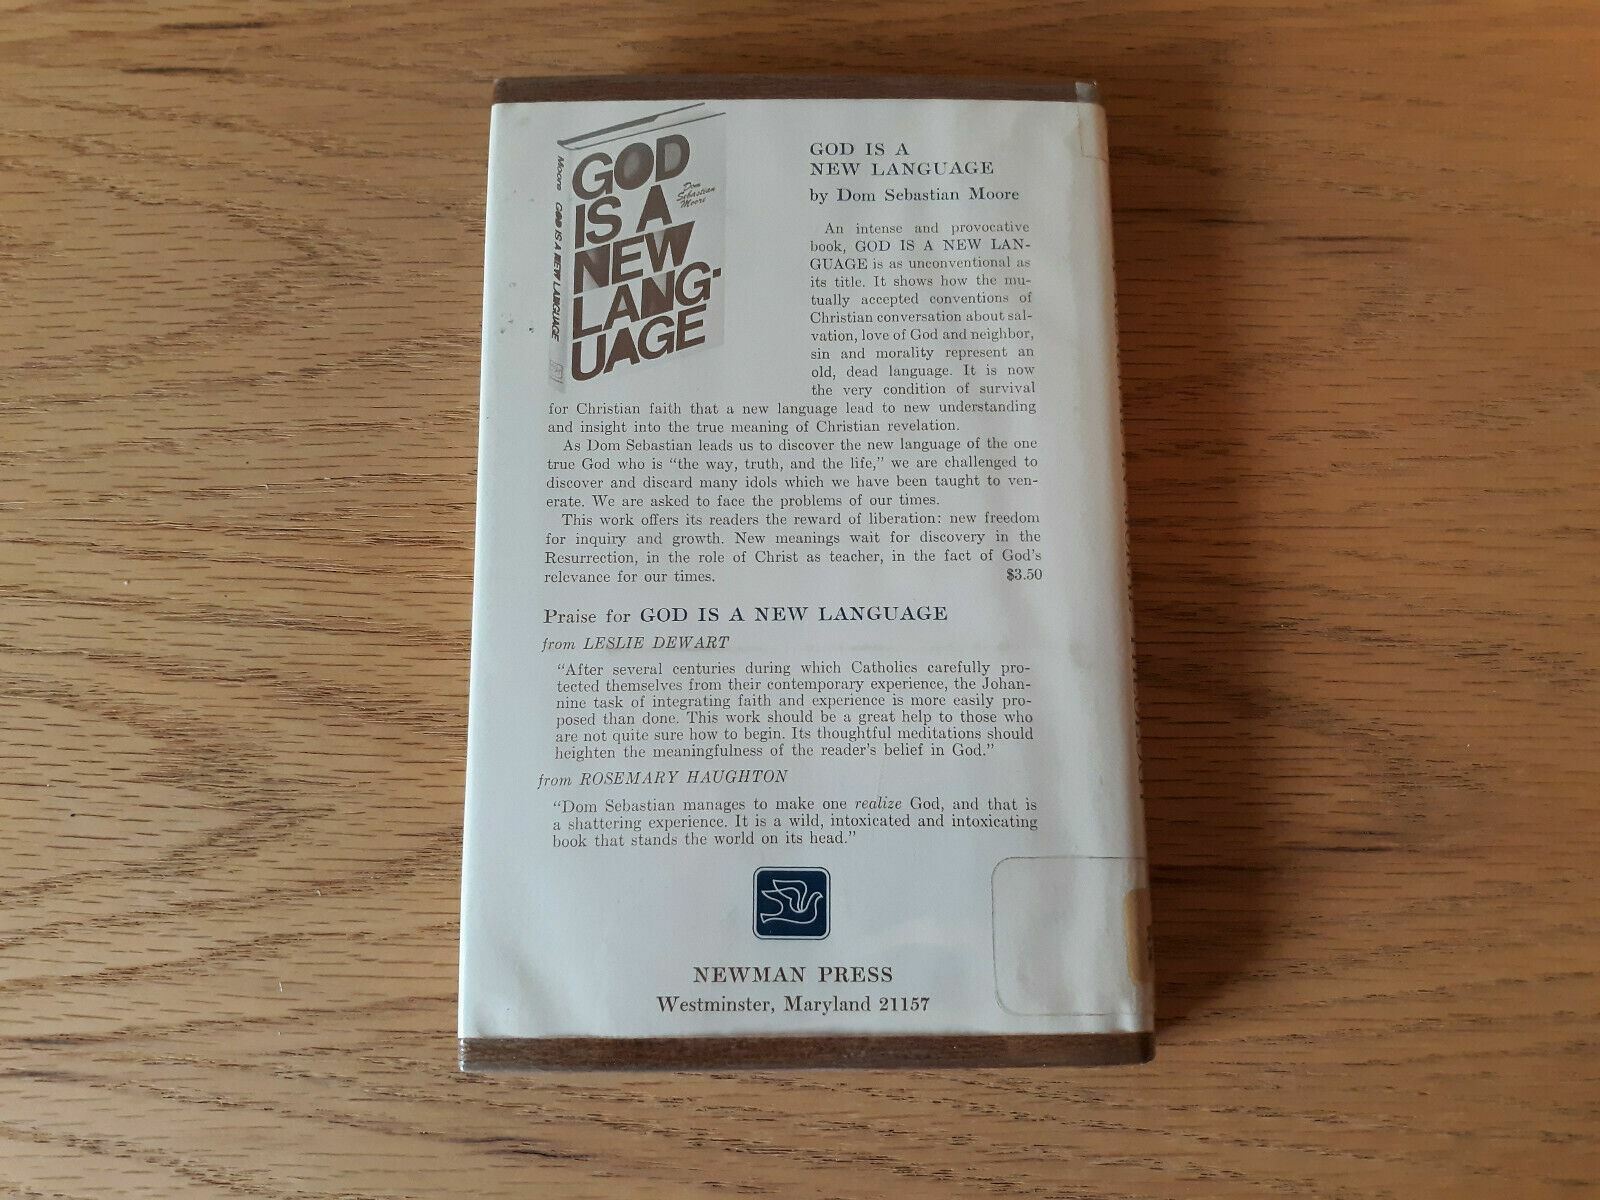 Moore GOD IS A NEW LANGUAGE
GOD
IS A
NEW
LANG-
UAGE
Dom
Sebastian
Moore
GOD IS A
NEW LANGUAGE
by Dom Sebastian Moore
An intense and provocative
book, GOD IS A NEW LAN-
GUAGE is as unconventional as
its title. It shows how the mu-
tually accepted conventions of
Christian conversation about sal-
vation, love of God and neighbor,
sin and morality represent an
old, dead language. It is now
the very condition of survival
for Christian faith that a new language lead to new understanding
and insight into the true meaning of Christian revelation.
As Dom Sebastian leads us to discover the new language of the one
true God who is "the way, truth, and the life," we are challenged to
discover and discard many idols which we have been taught to ven-
erate. We are asked to face the problems of our times.
This work offers its readers the reward of liberation: new freedom
for inquiry and growth. New meanings wait for discovery in the
Resurrection, in the role of Christ as teacher, in the fact of God's
relevance for our times. $3.50
Praise for GOD IS A NEW LANGUAGE
from LESLIE DEWART
"After several centuries during which Catholics carefully pro-
tected themselves from their contemporary experience, the Johan-
nine task of integrating faith and experience is more easily pro-
posed than done. This work should be a great help to those who
are not quite sure how to begin. Its thoughtful meditations should
heighten the meaningfulness of the reader's belief in God."
from ROSEMARY HAUGHTON
"Dom Sebastian manages to make one realize God, and that is
a shattering experience. It is a wild, intoxicated and intoxicating
book that stands the world on its head."
NEWMAN PRESS
Westminster, Maryland 21157